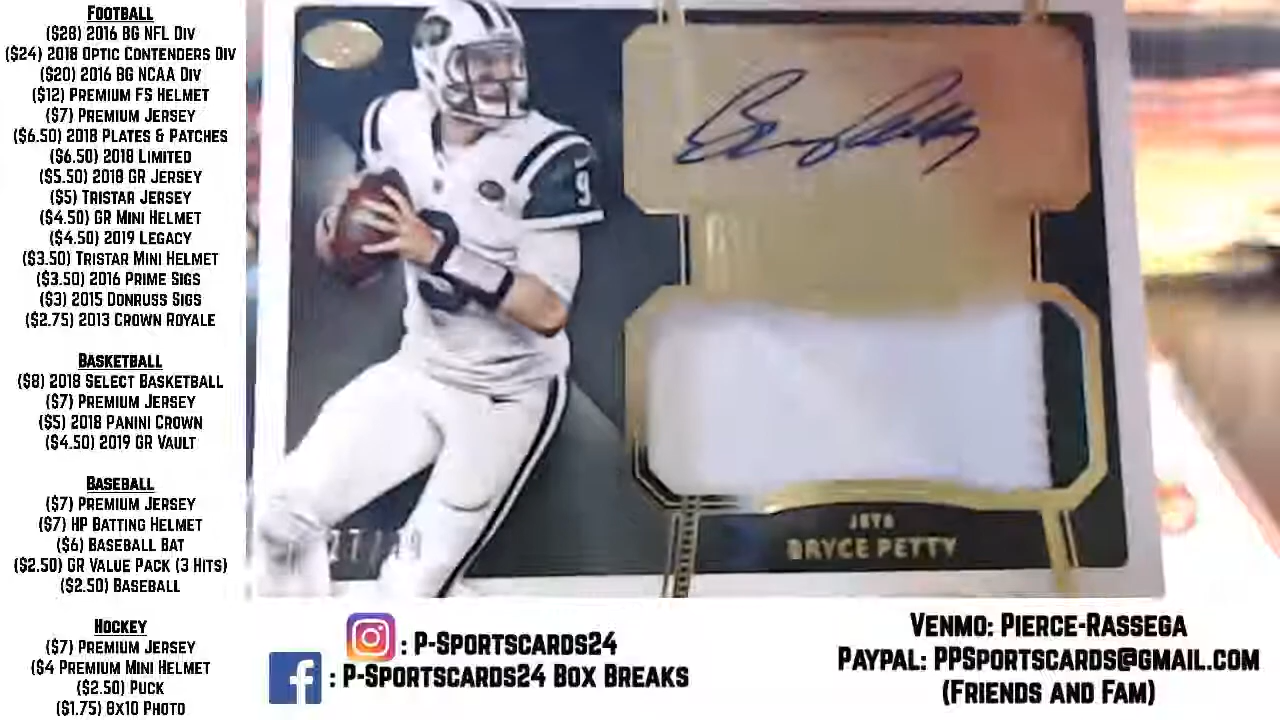 Football
($28) 2016 BG NFL Div
($24) 2018 Optic Contenders Div
($20) 2016 BG NCAA Div
($12) Premium FS Helmet
($7) Premium Jersey
($6.50) 2018 Plates & Patches
($6.50) 2018 Limited
($5.50) 2018 GR Jersey
($5) Tristar Jersey
($4.50) GR Mini Helmet
($4.50) 2019 Legacy
($3.50) Tristar Mini Helmet
($3.50) 2016 Prime Sigs
($3) 2015 Donruss Sigs
($2.75) 2013 Crown Royale
Basketball
($8) 2018 Select Basketball
($7) Premium Jersey
($5) 2018 Panini Crown
($4.50) 2019 GR Vault
Baseball
($7) Premium Jersey
($7) HP Batting Helmet
($6) Baseball Bat
($2.50) GR Value Pack (3 Hits)
($2.50) Baseball
Hockey
($7) Premium Jersey
($4 Premium Mini Helmet
($2.50) Puck
($1.75) 8x10 Photo
9
Bryce Petty
JETS
BRYCE PETTY
: P-Sportscards24
: P-Sportscards24 Box Breaks
Venmo: Pierce-Rassega
Paypal: PPSportscards@gmail.com
(Friends and Fam)